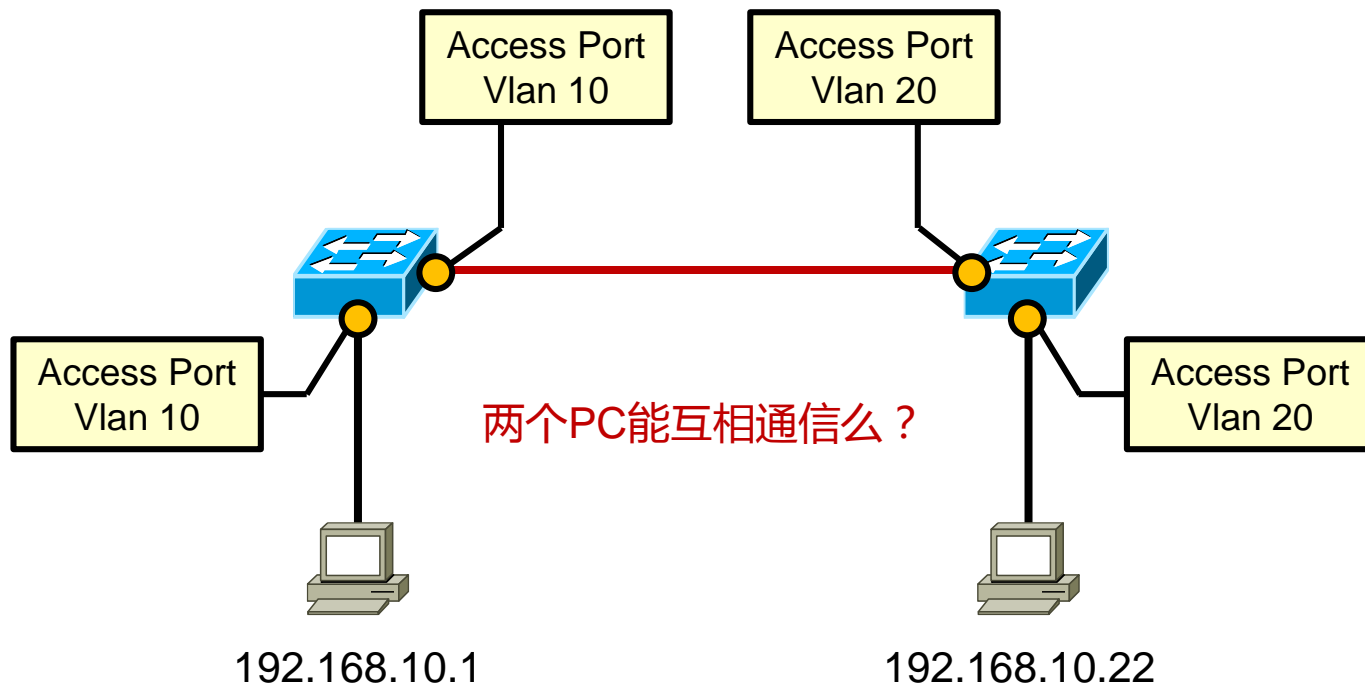 Access Port
Vlan 10
Access Port
Vlan 20
Access Port
Vlan 10
两个PC能互相通信么？
Access Port
Vlan 20
192.168.10.1
192.168.10.22